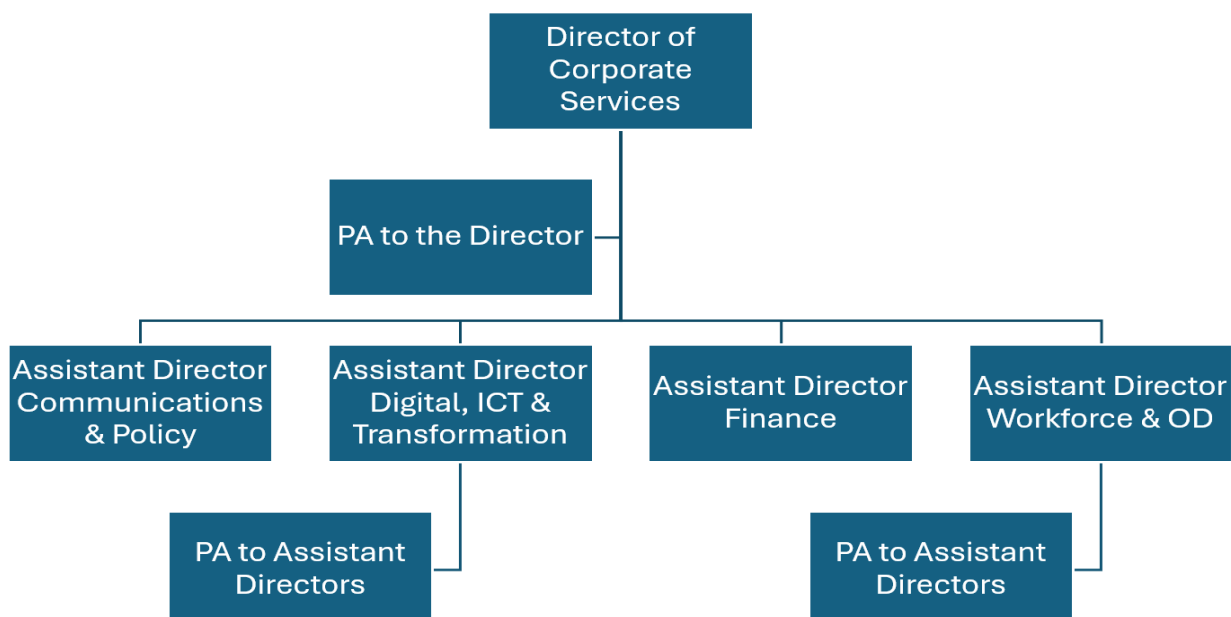 Director of
Corporate
Services
PA to the Director
Assistant Director
Communications
& Policy
Assistant Director
Digital, ICT &
Transformation
Assistant Director
Finance
Assistant Director
Workforce & OD
PA to Assistant
Directors
PA to Assistant
Directors